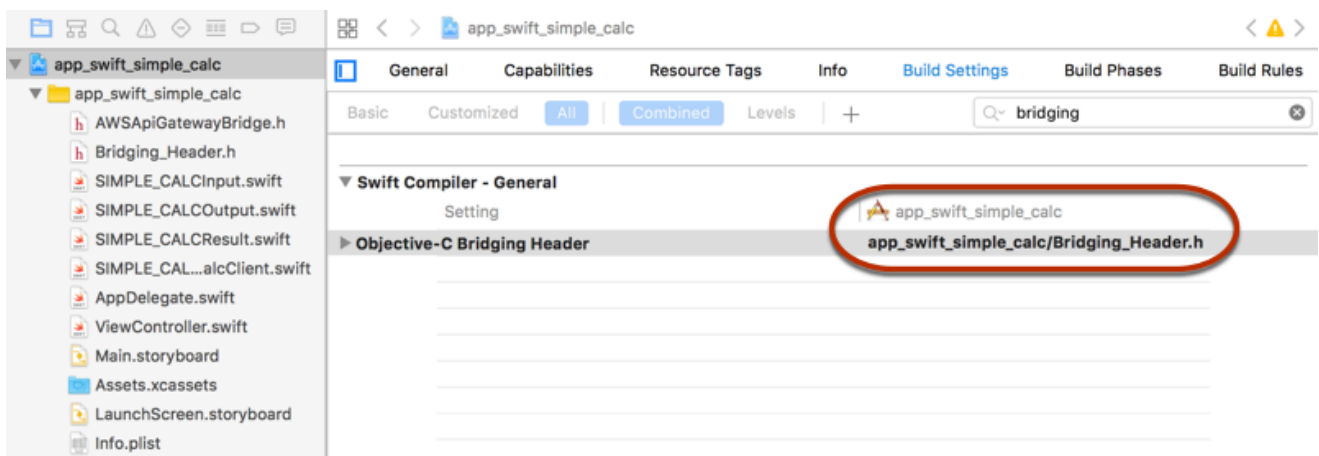 app_swift_simple_calc
app_swift_simple_calc
General Capabilities Resource Tags Info Build Settings Build Phases Build Rules
app_swift_simple_calc
Basic Customized All Combined Levels + bridging
AWSApiGatewayBridge.h
Bridging_Header.h
SIMPLE_CALCInput.swift
Swift Compiler - General
SIMPLE_CALCOutput.swift
Setting app_swift_simple_calc
SIMPLE_CALCResult.swift
Objective-C Bridging Header app_swift_simple_calc/Bridging_Header.h
SIMPLE_CAL...alcClient.swift
AppDelegate.swift
ViewController.swift
Main.storyboard
Assets.xcassets
LaunchScreen.storyboard
Info.plist